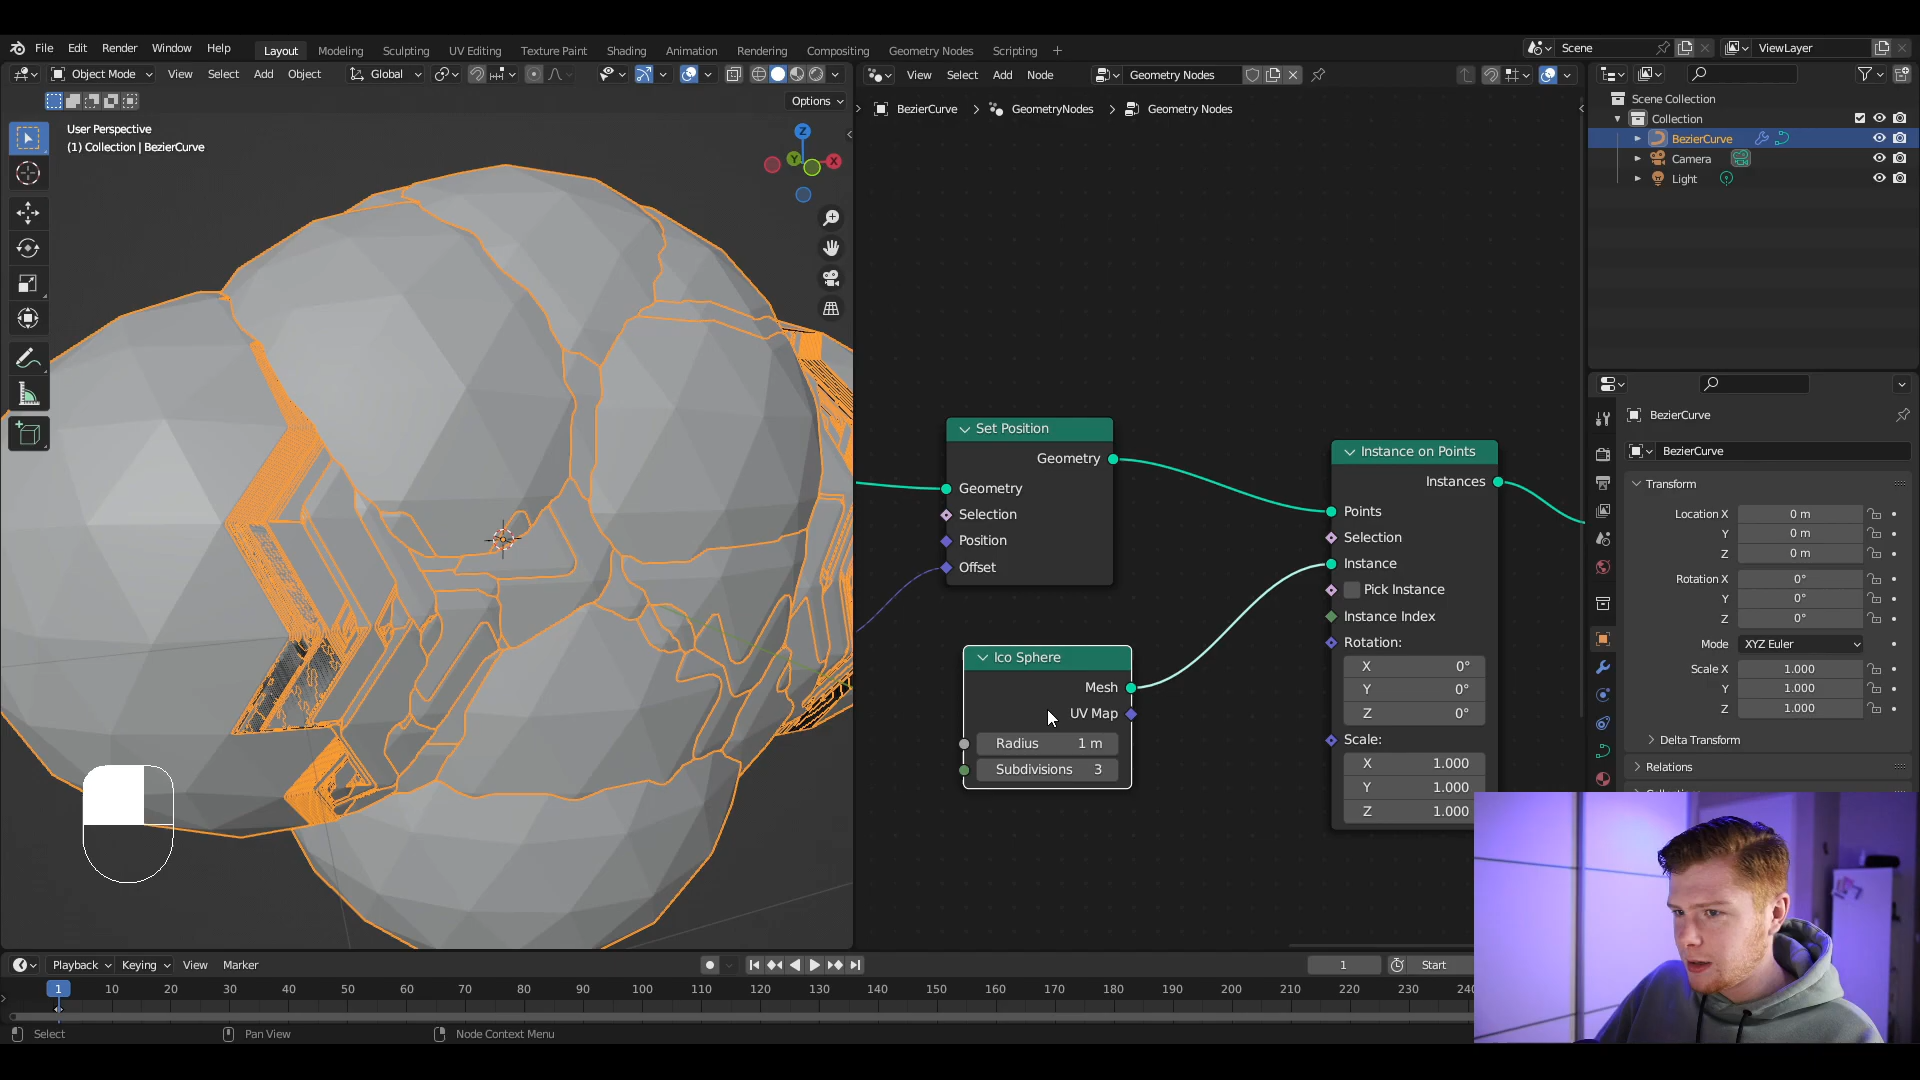 File Edit Render Window Help
Layout Modeling Sculpting UV Editing Texture Paint Shading Animation Rendering Compositing Geometry Nodes Scripting +
Scene ViewLayer
Object Mode View Select Add Object Global
View Select Add Node Geometry Nodes
Options
User Perspective
(1) Collection | BezierCurve
Z
Y
X
BezierCurve > GeometryNodes > Geometry Nodes
Scene Collection
Collection
BezierCurve
Camera
Light
Set Position
Geometry
Geometry
Selection
Position
Offset
Ico Sphere
Mesh
UV Map
Radius 1 m
Subdivisions 3
Instance on Points
Instances
Points
Selection
Instance
Pick Instance
Instance Index
Rotation:
X 0°
Y 0°
Z 0°
Scale:
X 1.000
Y 1.000
Z 1.000
BezierCurve
BezierCurve
Transform
Location X 0 m
Y 0 m
Z 0 m
Rotation X 0°
Y 0°
Z 0°
Mode XYZ Euler
Scale X 1.000
Y 1.000
Z 1.000
Delta Transform
Relations
Playback Keying View Marker
1 Start
1 10 20 30 40 50 60 70 80 90 100 110 120 130 140 150 160 170 180 190 200 210 220 230 240
Select Pan View Node Context Menu